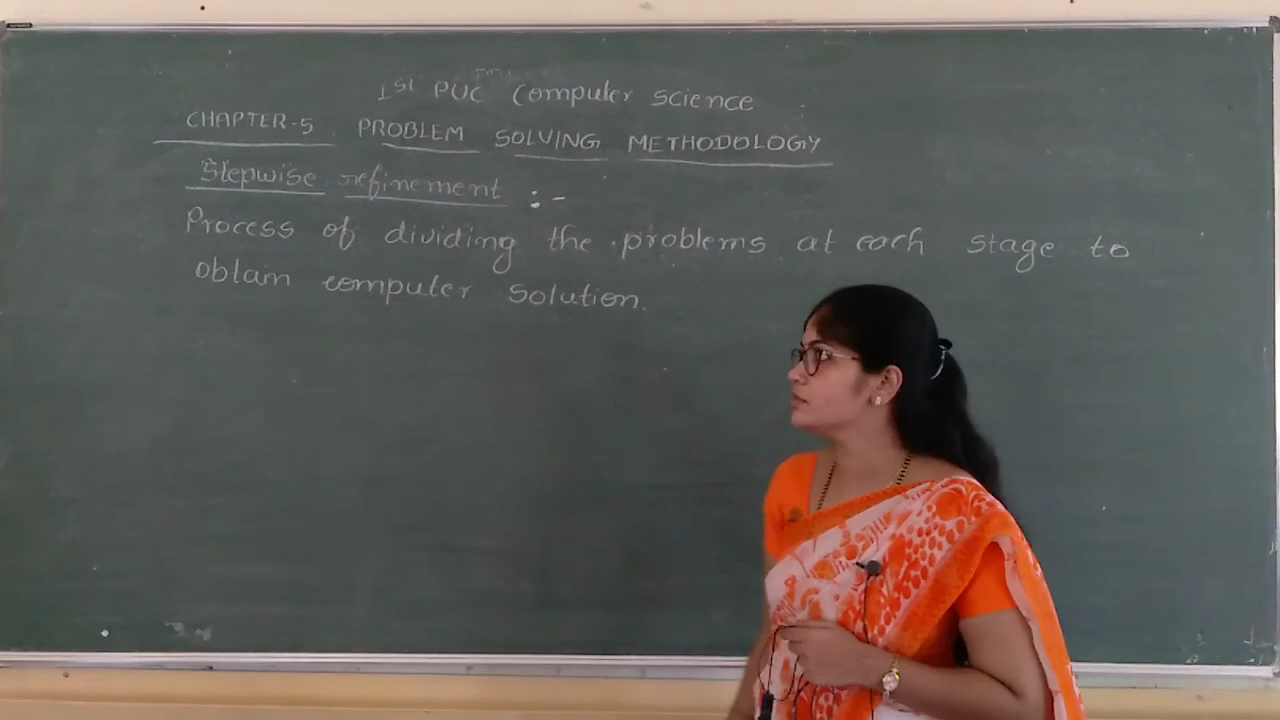 1st PUC Computer science
CHAPTER-5. PROBLEM SOLVING METHODOLOGY
Stepwise refinement :-
Process of dividing the problems at each stage to
obtain computer solution.